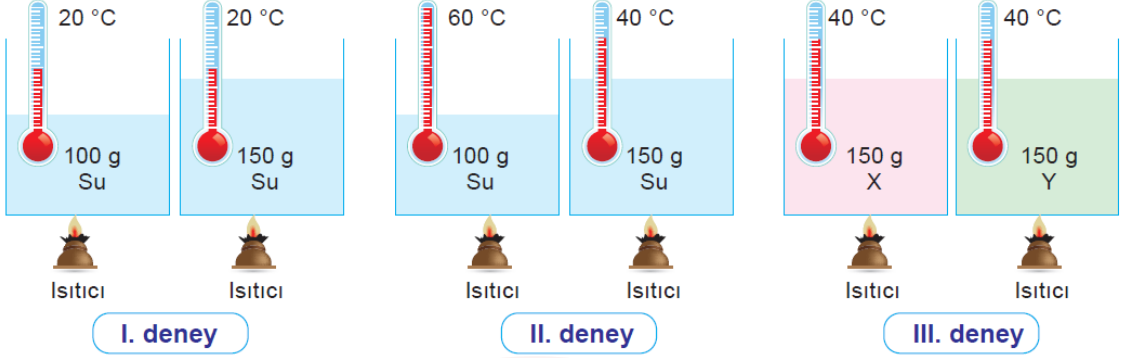 20 °C
20 °C
60 °C
40 °C
40 °C
40 °C
100 g
Su
150 g
Su
100 g
Su
150 g
Su
150 g
X
150 g
Y
Isıtıcı
Isıtıcı
Isıtıcı
Isıtıcı
Isıtıcı
Isıtıcı
I. deney
II. deney
III. deney